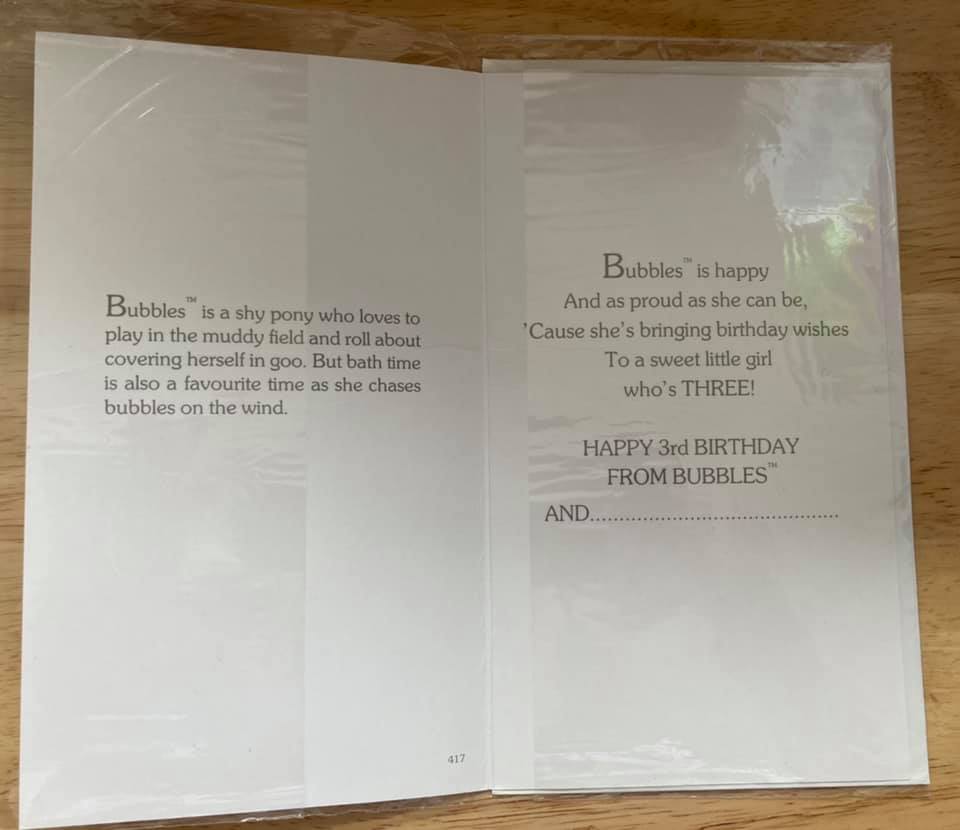 Bubbles™ is a shy pony who loves to
play in the muddy field and roll about
covering herself in goo. But bath time
is also a favourite time as she chases
bubbles on the wind.
417
Bubbles™ is happy
And as proud as she can be,
'Cause she's bringing birthday wishes
To a sweet little girl
who's THREE!
HAPPY 3rd BIRTHDAY
FROM BUBBLES™
AND..........................................